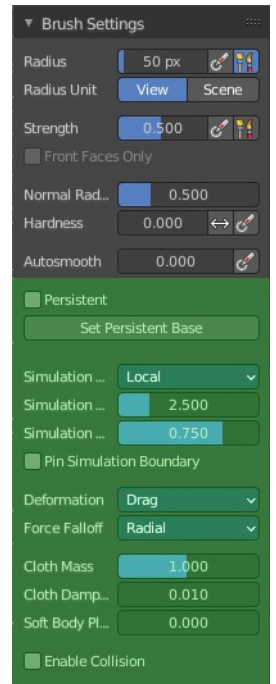 Brush Settings
Radius 50 px
Radius Unit View Scene
Strength 0.500
Front Faces Only
Normal Rad... 0.500
Hardness 0.000
Autosmooth 0.000
Persistent
Set Persistent Base
Simulation ... Local
Simulation ... 2.500
Simulation ... 0.750
Pin Simulation Boundary
Deformation Drag
Force Falloff Radial
Cloth Mass 1.000
Cloth Damp... 0.010
Soft Body Pl... 0.000
Enable Collision